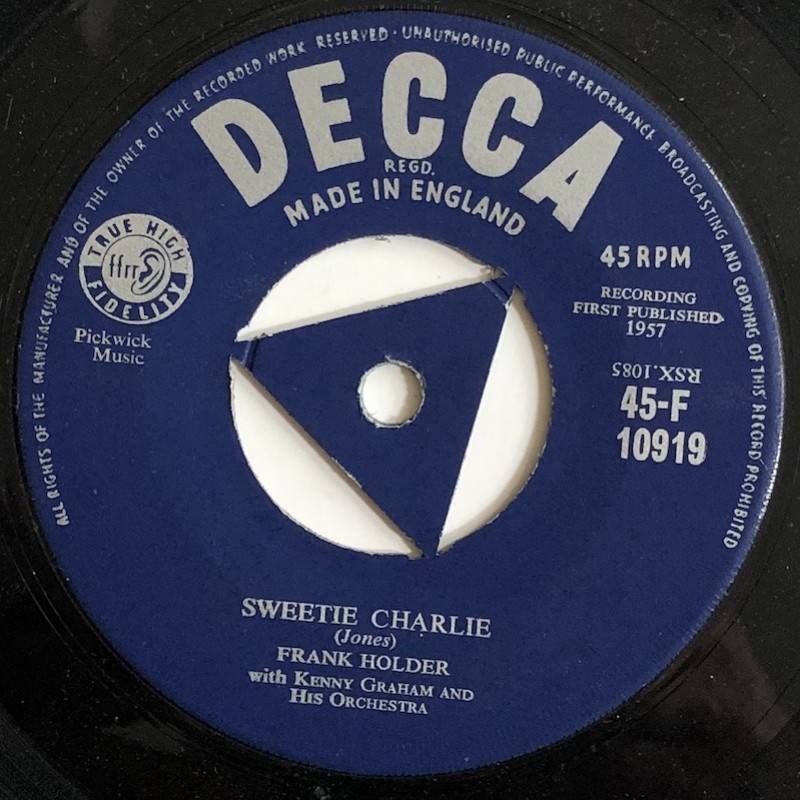 ALL RIGHTS OF THE MANUFACTURER AND OF THE OWNER OF THE RECORDED WORK RESERVED · UNAUTHORISED PUBLIC PERFORMANCE BROADCASTING AND COPYING OF THIS RECORD PROHIBITED
DECCA
REGD.
MADE IN ENGLAND
TRUE HIGH
ffrr
FIDELITY
Pickwick
Music
45 RPM
RECORDING
FIRST PUBLISHED
1957
RSX.1085
45-F
10919
SWEETIE CHARLIE
(Jones)
FRANK HOLDER
with KENNY GRAHAM AND
HIS ORCHESTRA